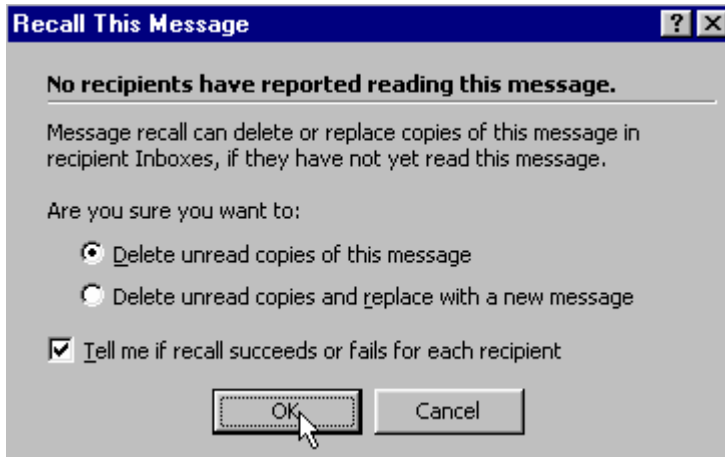 Recall This Message
No recipients have reported reading this message.
Message recall can delete or replace copies of this message in
recipient Inboxes, if they have not yet read this message.
Are you sure you want to:
Delete unread copies of this message
Delete unread copies and replace with a new message
Tell me if recall succeeds or fails for each recipient
OK
Cancel